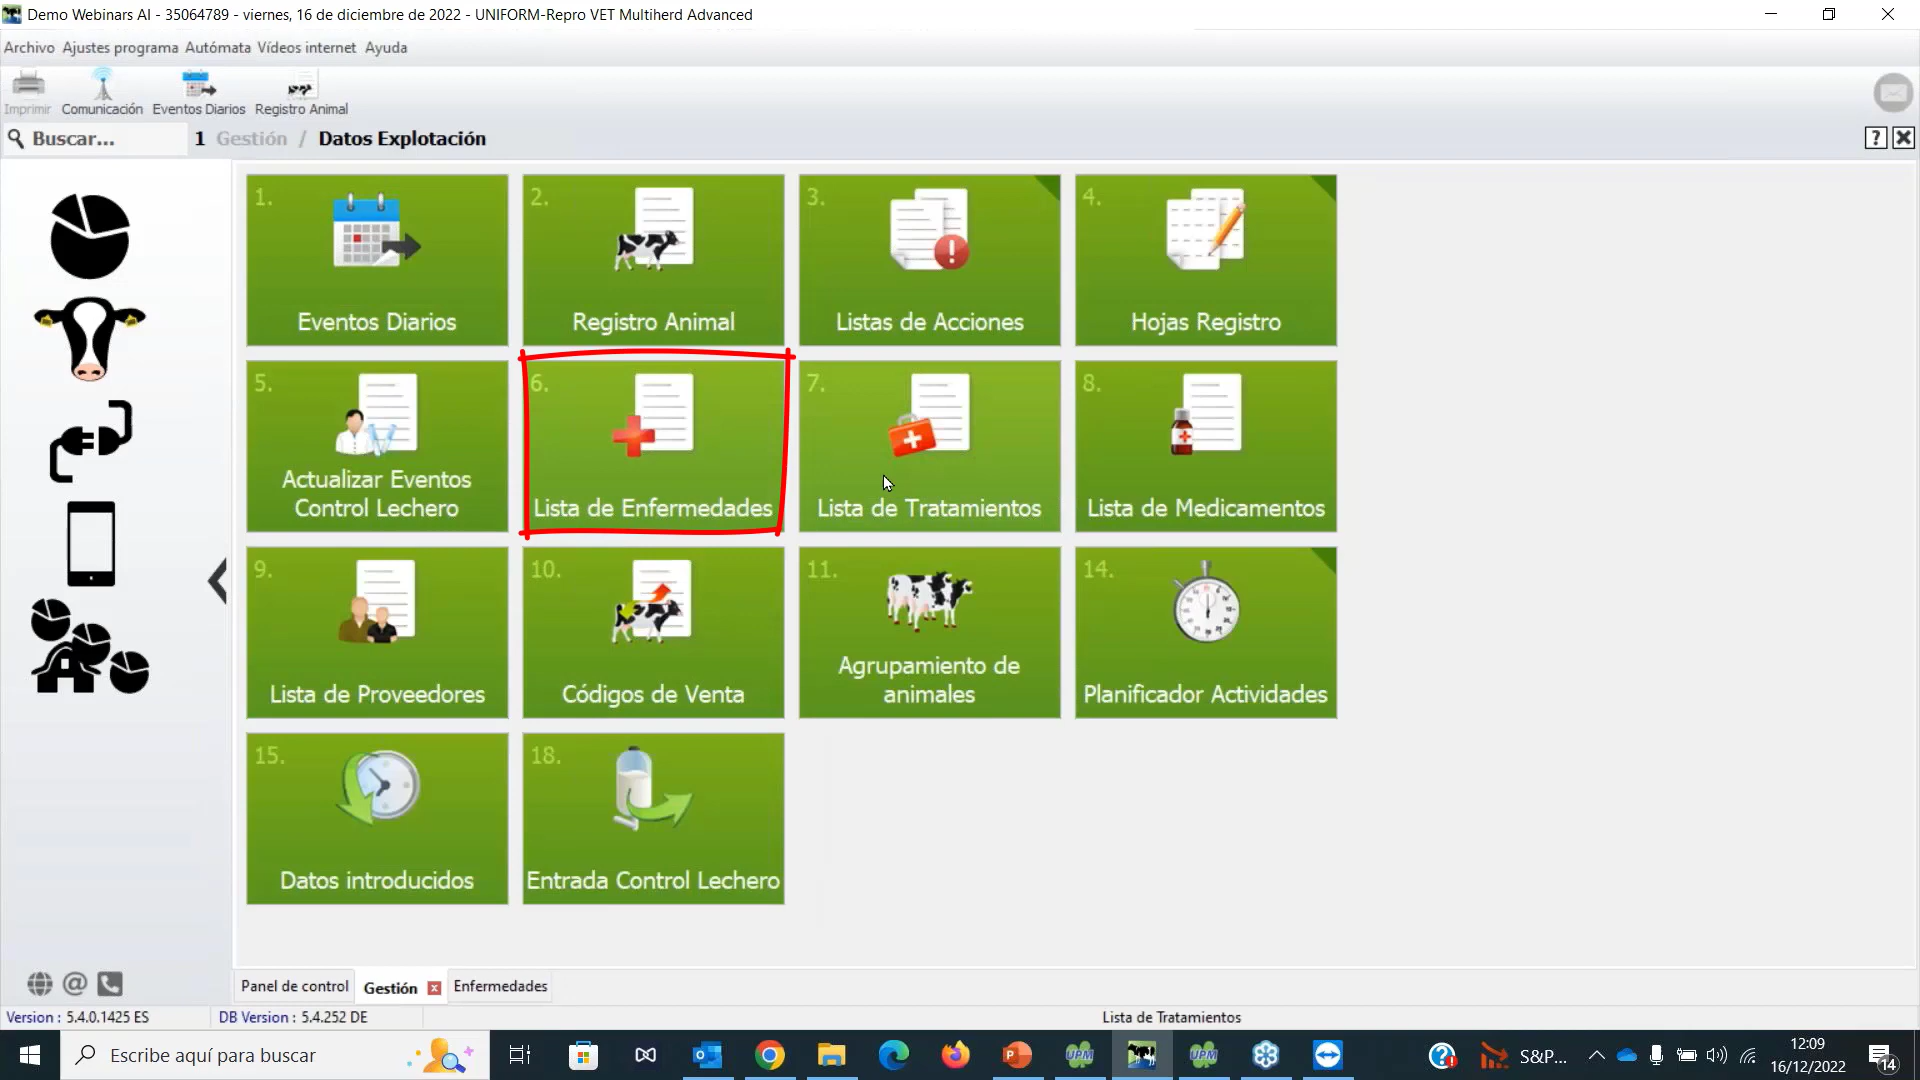 Demo Webinars AI - 35064789 - viernes, 16 de diciembre de 2022 - UNIFORM-Repro VET Multiherd Advanced
Archivo Ajustes programa Autómata Vídeos internet Ayuda
Imprimir Comunicación Eventos Diarios Registro Animal
Buscar... 1 Gestión / Datos Explotación
?
1. 2. 3. 4.
Eventos Diarios Registro Animal Listas de Acciones Hojas Registro
5. 6. 7. 8.
Actualizar Eventos
Control Lechero Lista de Enfermedades Lista de Tratamientos Lista de Medicamentos
9. 10. 11. 14.
Lista de Proveedores Códigos de Venta Agrupamiento de
animales Planificador Actividades
15. 18.
Datos introducidos Entrada Control Lechero
Panel de control Gestión Enfermedades
Version : 5.4.0.1425 ES DB Version : 5.4.252 DE Lista de Tratamientos
Escribe aquí para buscar
UPM UPM
S&P...
12:09
16/12/2022
14